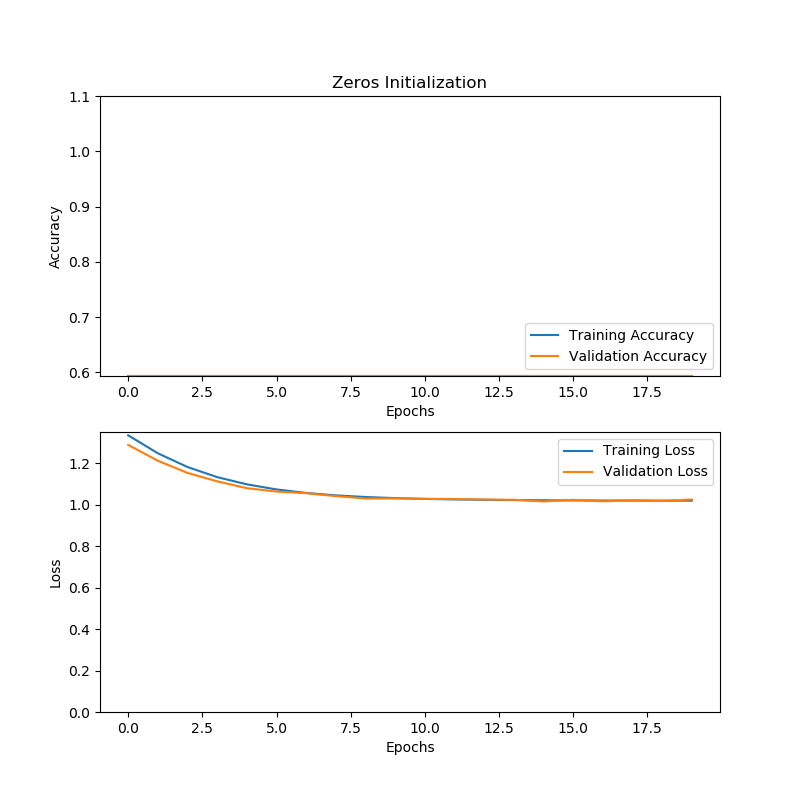 Zeros Initialization
1.1
1.0
0.9
0.8
0.7
0.6
Accuracy
Training Accuracy
Validation Accuracy
0.0 2.5 5.0 7.5 10.0 12.5 15.0 17.5
Epochs
1.2
1.0
0.8
0.6
0.4
0.2
0.0
Loss
Training Loss
Validation Loss
0.0 2.5 5.0 7.5 10.0 12.5 15.0 17.5
Epochs